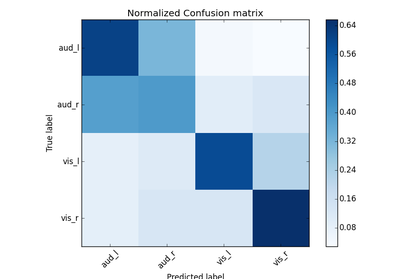 Normalized Confusion matrix
aud_l
aud_r
vis_l
vis_r
True label
aud_l
aud_r
vis_l
vis_r
Predicted label
0.64
0.56
0.48
0.40
0.32
0.24
0.16
0.08